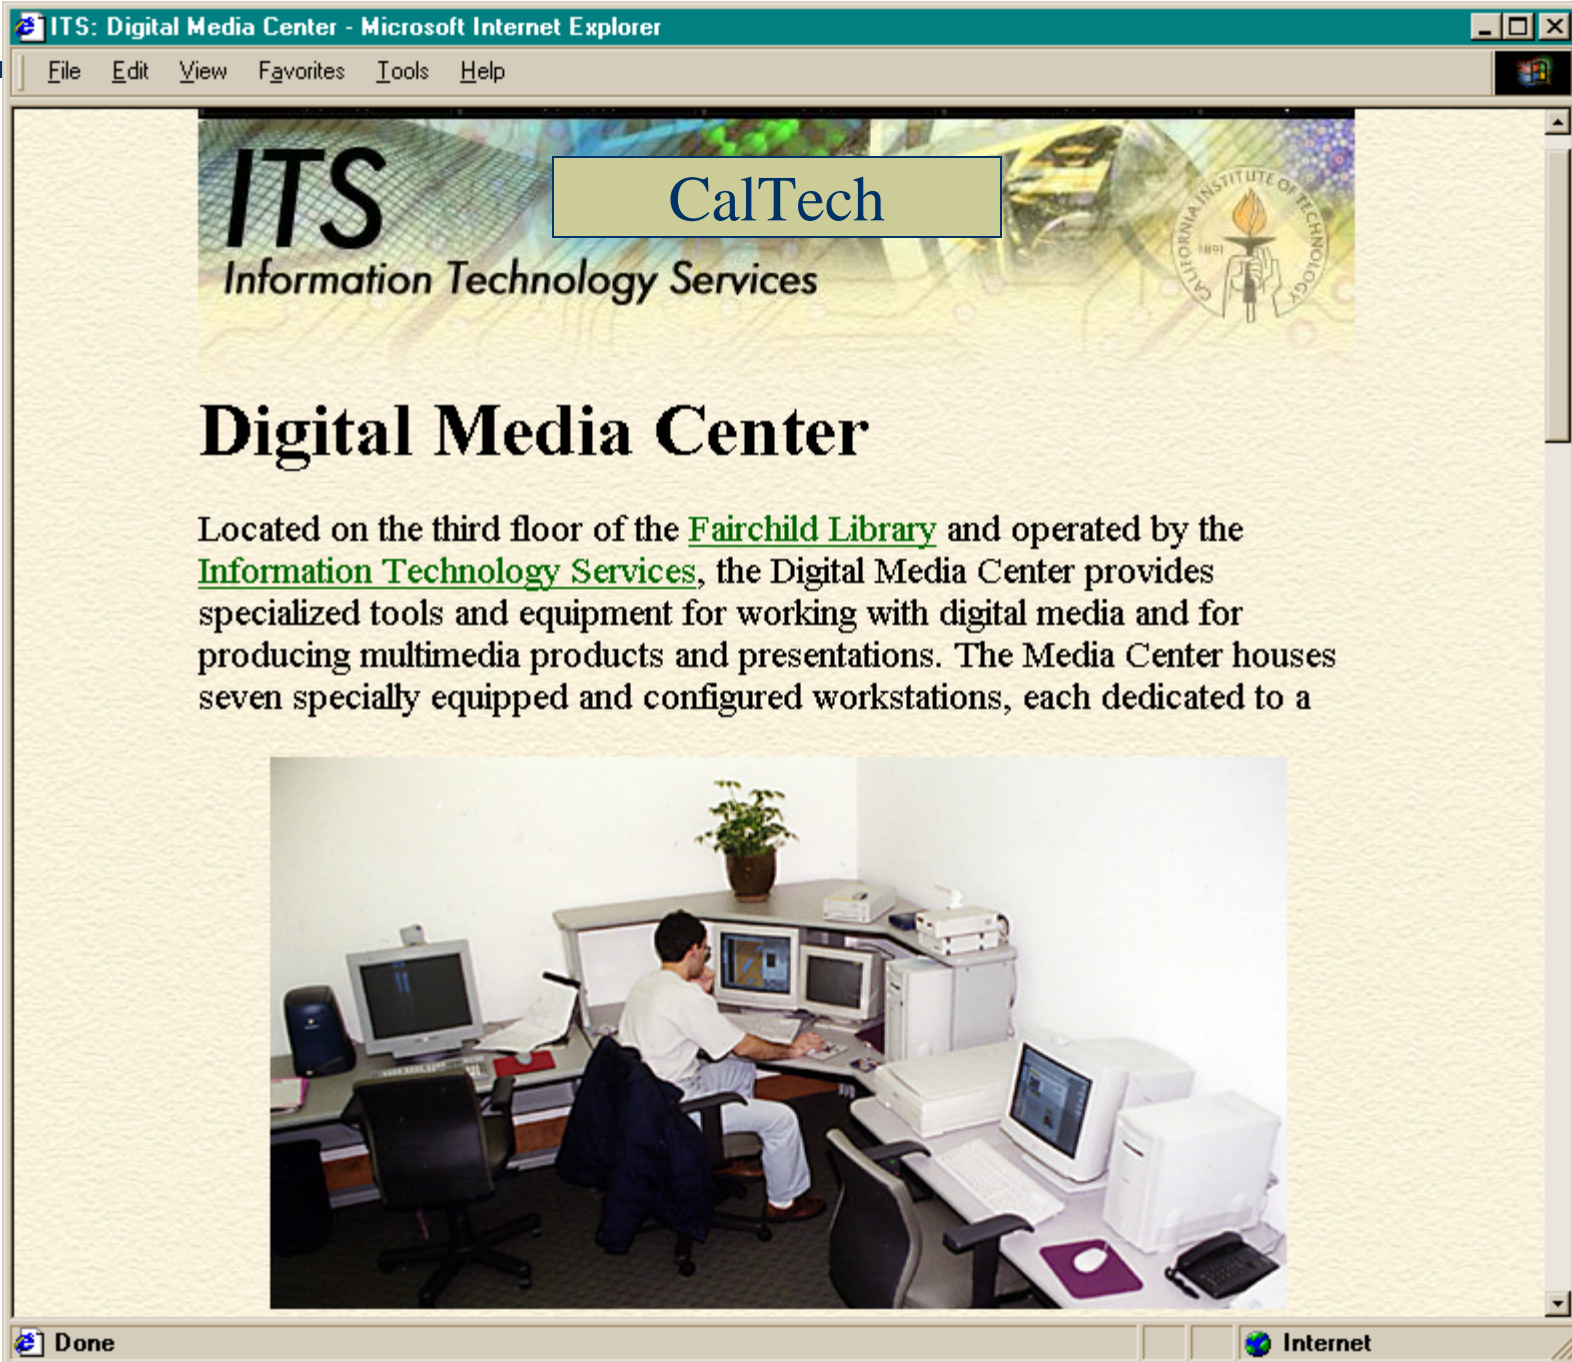 ITS: Digital Media Center - Microsoft Internet Explorer
File Edit View Favorites Tools Help
ITS
CalTech
Information Technology Services
CALIFORNIA INSTITUTE OF TECHNOLOGY
1891
Digital Media Center
Located on the third floor of the Fairchild Library and operated by the
Information Technology Services, the Digital Media Center provides
specialized tools and equipment for working with digital media and for
producing multimedia products and presentations. The Media Center houses
seven specially equipped and configured workstations, each dedicated to a
Done
Internet